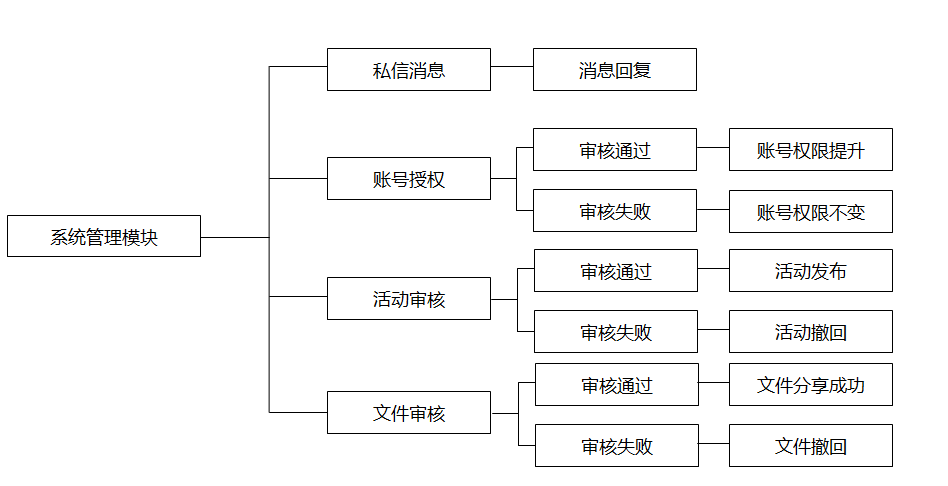 系统管理模块
私信消息
消息回复
账号授权
审核通过
账号权限提升
审核失败
账号权限不变
活动审核
审核通过
活动发布
审核失败
活动撤回
文件审核
审核通过
文件分享成功
审核失败
文件撤回